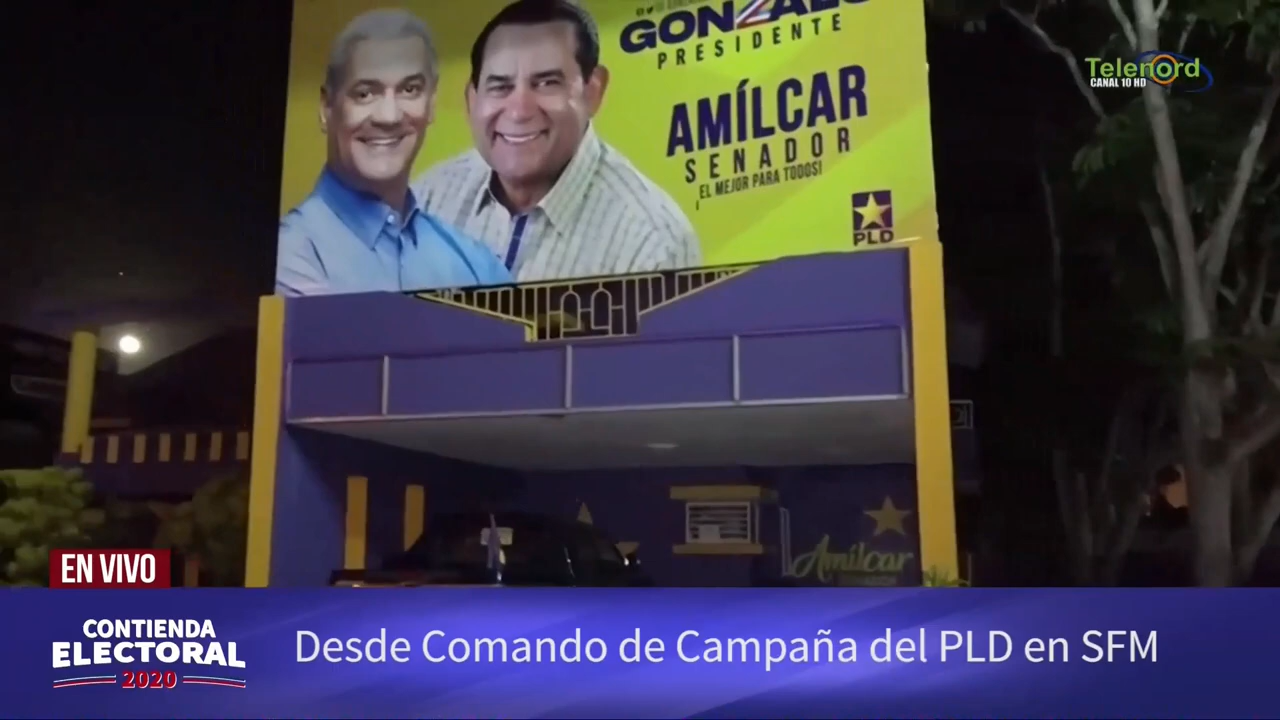 GONZALO
PRESIDENTE
AMÍLCAR
SENADOR
¡EL MEJOR PARA TODOS!
PLD
Telenord
CANAL 10 HD
Amílcar
EN VIVO
CONTIENDA
ELECTORAL
2020
Desde Comando de Campaña del PLD en SFM